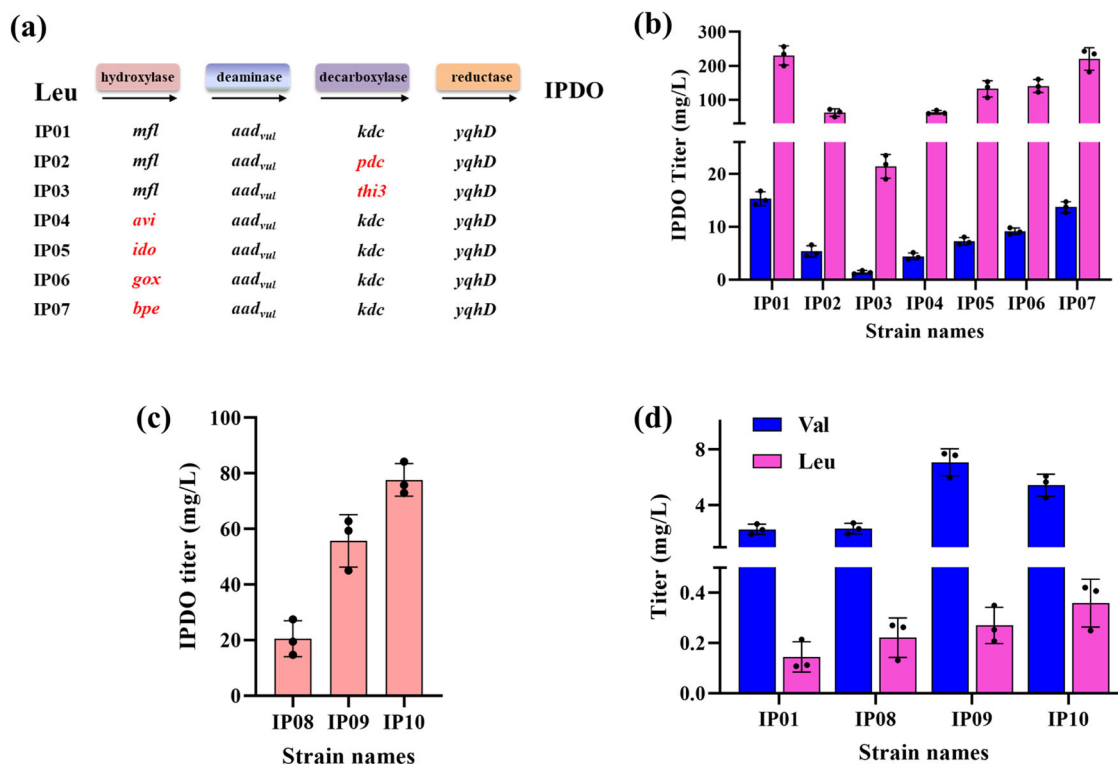 (a)
hydroxylase deaminase decarboxylase reductase
Leu IPDO
IP01 mfl aadvul kdc yqhD
IP02 mfl aadvul pdc yqhD
IP03 mfl aadvul thi3 yqhD
IP04 avi aadvul kdc yqhD
IP05 ido aadvul kdc yqhD
IP06 gox aadvul kdc yqhD
IP07 bpe aadvul kdc yqhD
(b)
IPDO Titer (mg/L)
300
200
100
20
10
0
IP01 IP02 IP03 IP04 IP05 IP06 IP07
Strain names
(c)
IPDO titer (mg/L)
100
80
60
40
20
0
IP08 IP09 IP10
Strain names
(d)
Val
Leu
Titer (mg/L)
8
4
0.4
0.2
0.0
IP01 IP08 IP09 IP10
Strain names